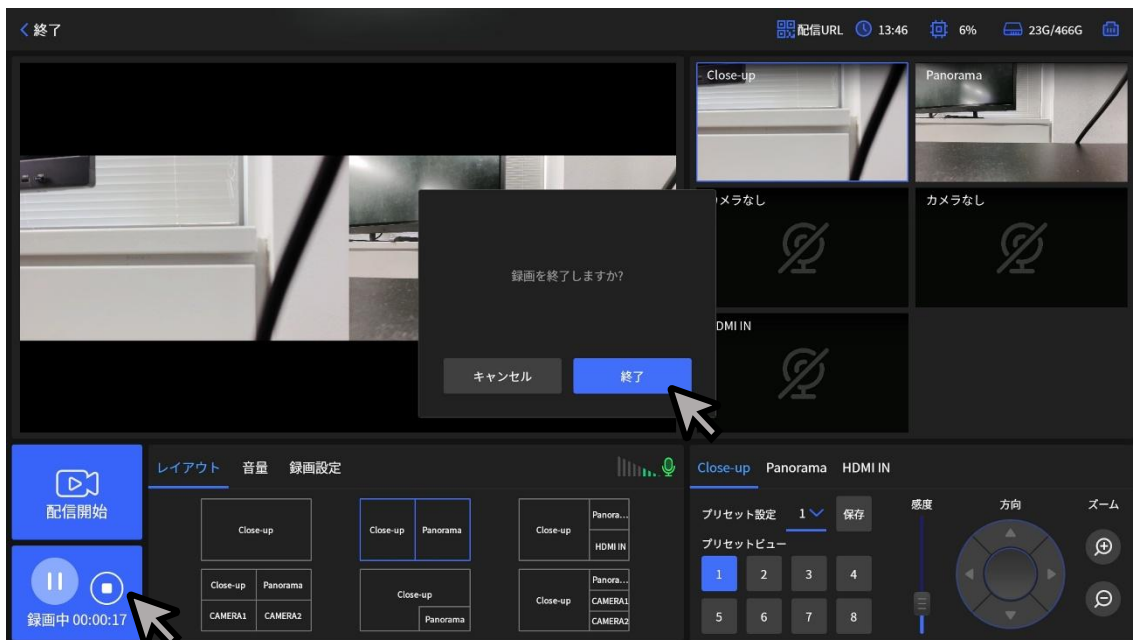 終了
配信URL
13:46
6%
23G/466G
Close-up
Panorama
メラなし
カメラなし
DMI IN
録画を終了しますか?
キャンセル
終了
配信開始
録画中 00:00:17
レイアウト 音量 録画設定
Close-up
Close-up Panorama
Close-up Panora... HDMI IN
Close-up Panorama
CAMERA1 CAMERA2
Close-up
Panorama
Close-up Panora... CAMERA1 CAMERA2
Close-up Panorama HDMI IN
プリセット設定 1 保存
プリセットビュー
1 2 3 4
5 6 7 8
感度
方向
ズーム